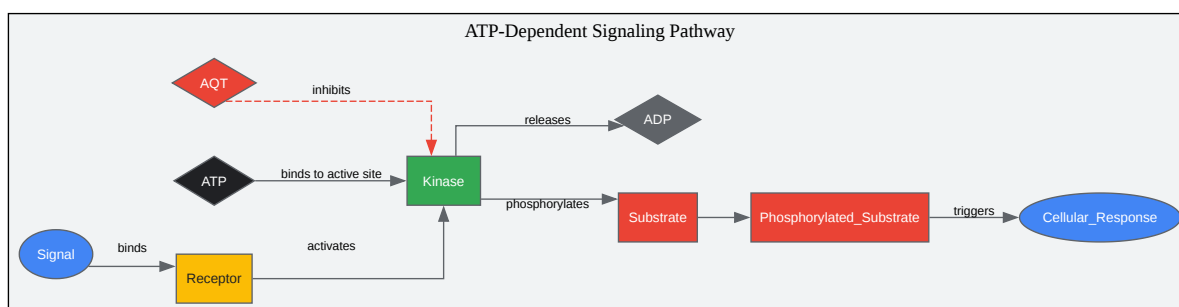 ATP-Dependent Signaling Pathway
AQT
inhibits
releases
ADP
ATP
binds to active site
Kinase
phosphorylates
Substrate
Phosphorylated_Substrate
triggers
Cellular_Response
Signal
binds
Receptor
activates